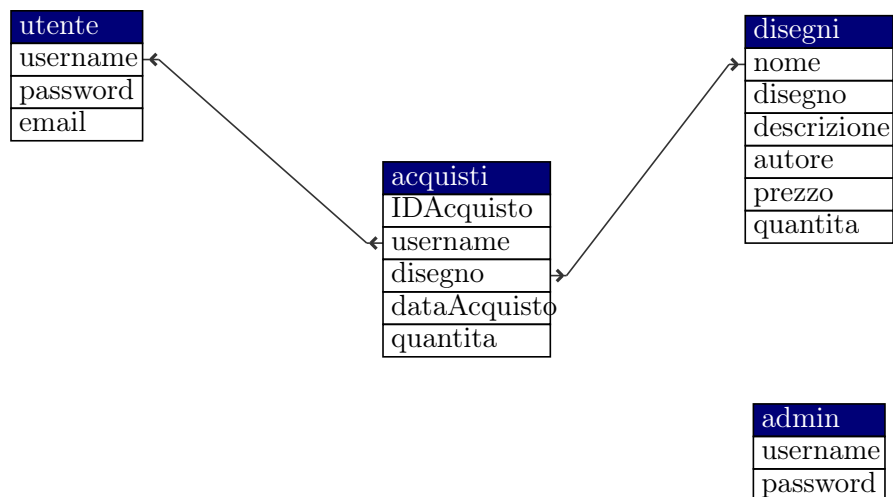 utente
username
password
email
disegni
nome
disegno
descrizione
autore
prezzo
quantita
acquisti
IDAcquisto
username
disegno
dataAcquisto
quantita
admin
username
password